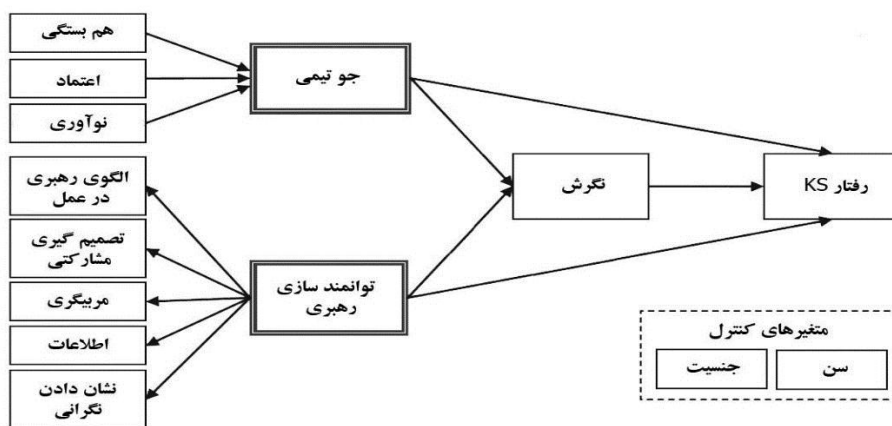 هم بستگی
اعتماد
نوآوری
جو تیمی
الگوی رهبری
در عمل
تصمیم گیری
مشارکتی
مربیگری
اطلاعات
نشان دادن
نگرانی
توانمند سازی
رهبری
نگرش
رفتار KS
متغیرهای کنترل
سن
جنسیت